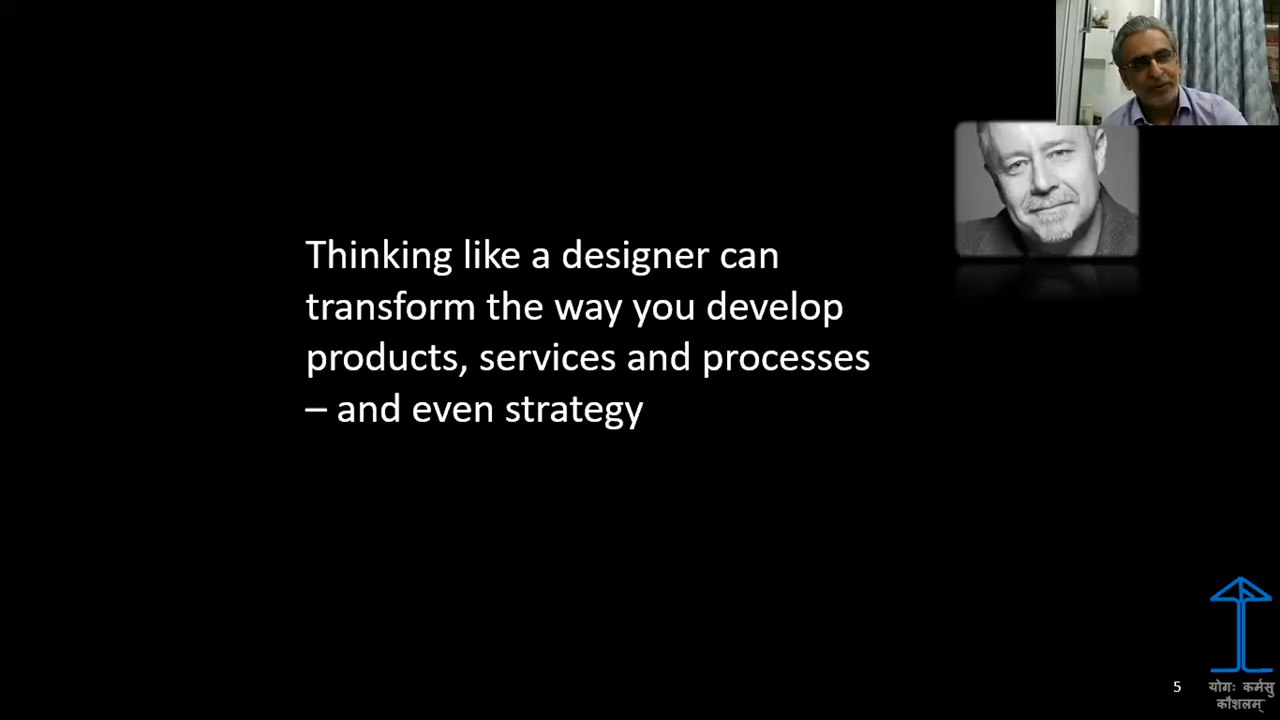 Thinking like a designer can
transform the way you develop
products, services and processes
– and even strategy
5
योगः कर्मसु
कौशलम्